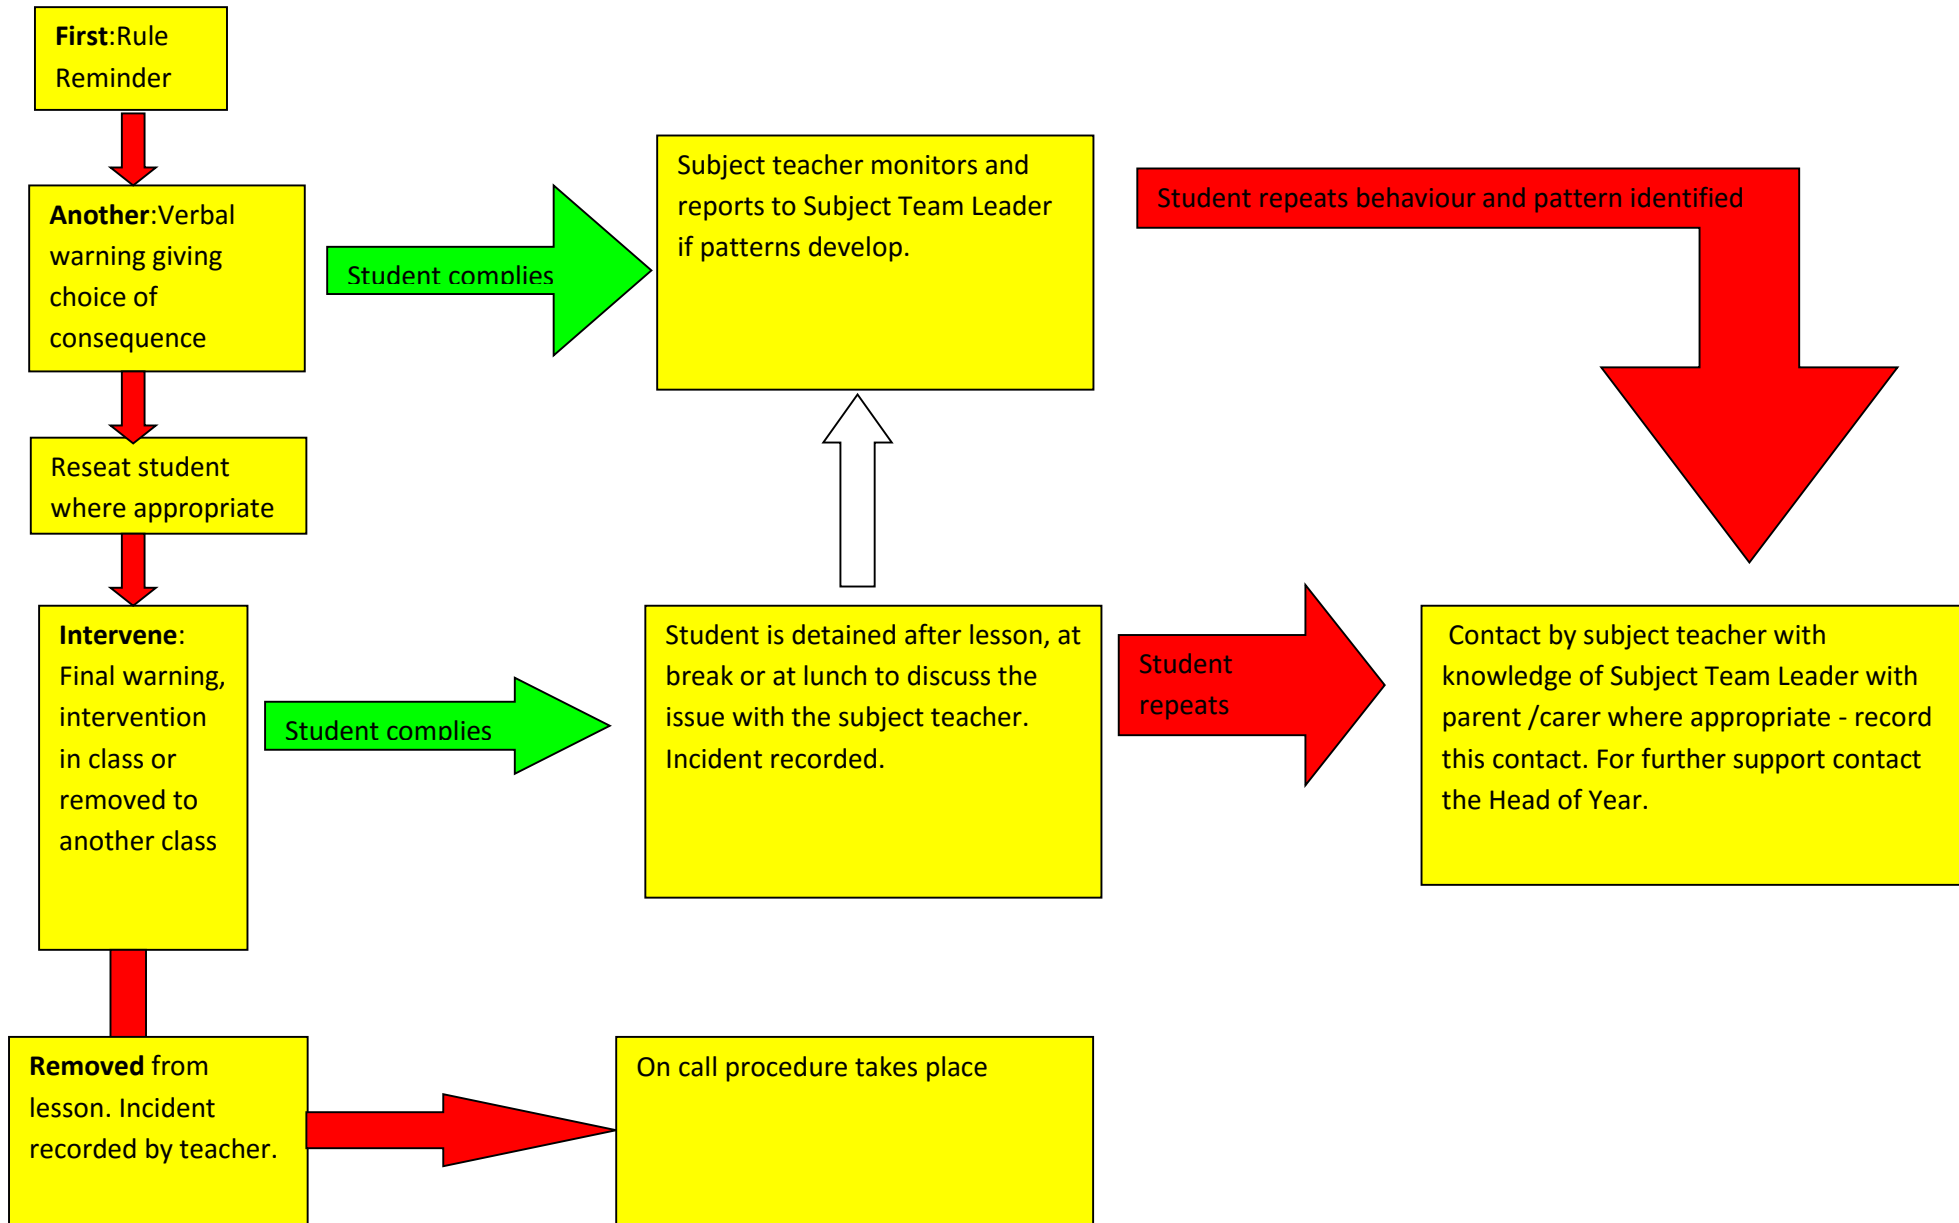 First:Rule
Reminder
Another:Verbal
warning giving
choice of
consequence
Student complies
Subject teacher monitors and
reports to Subject Team Leader
if patterns develop.
Student repeats behaviour and pattern identified
Reseat student
where appropriate
Intervene:
Final warning,
intervention
in class or
removed to
another class
Student complies
Student is detained after lesson, at
break or at lunch to discuss the
issue with the subject teacher.
Incident recorded.
Student
repeats
Contact by subject teacher with
knowledge of Subject Team Leader with
parent /carer where appropriate - record
this contact. For further support contact
the Head of Year.
Removed from
lesson. Incident
recorded by teacher.
On call procedure takes place